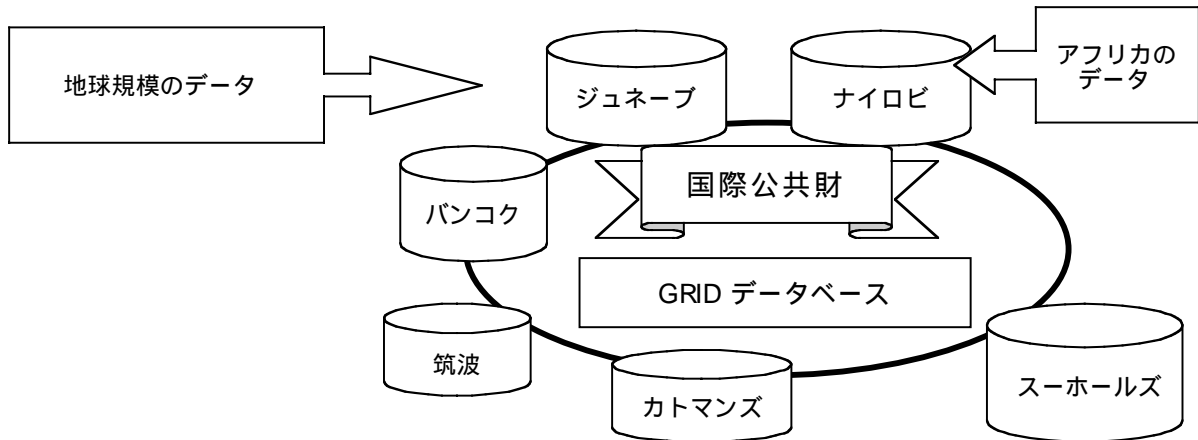 地球規模のデータ
ジュネーブ
ナイロビ
アフリカの
データ
国際公共財
バンコク
GRID データベース
筑波
カトマンズ
スーホールズ